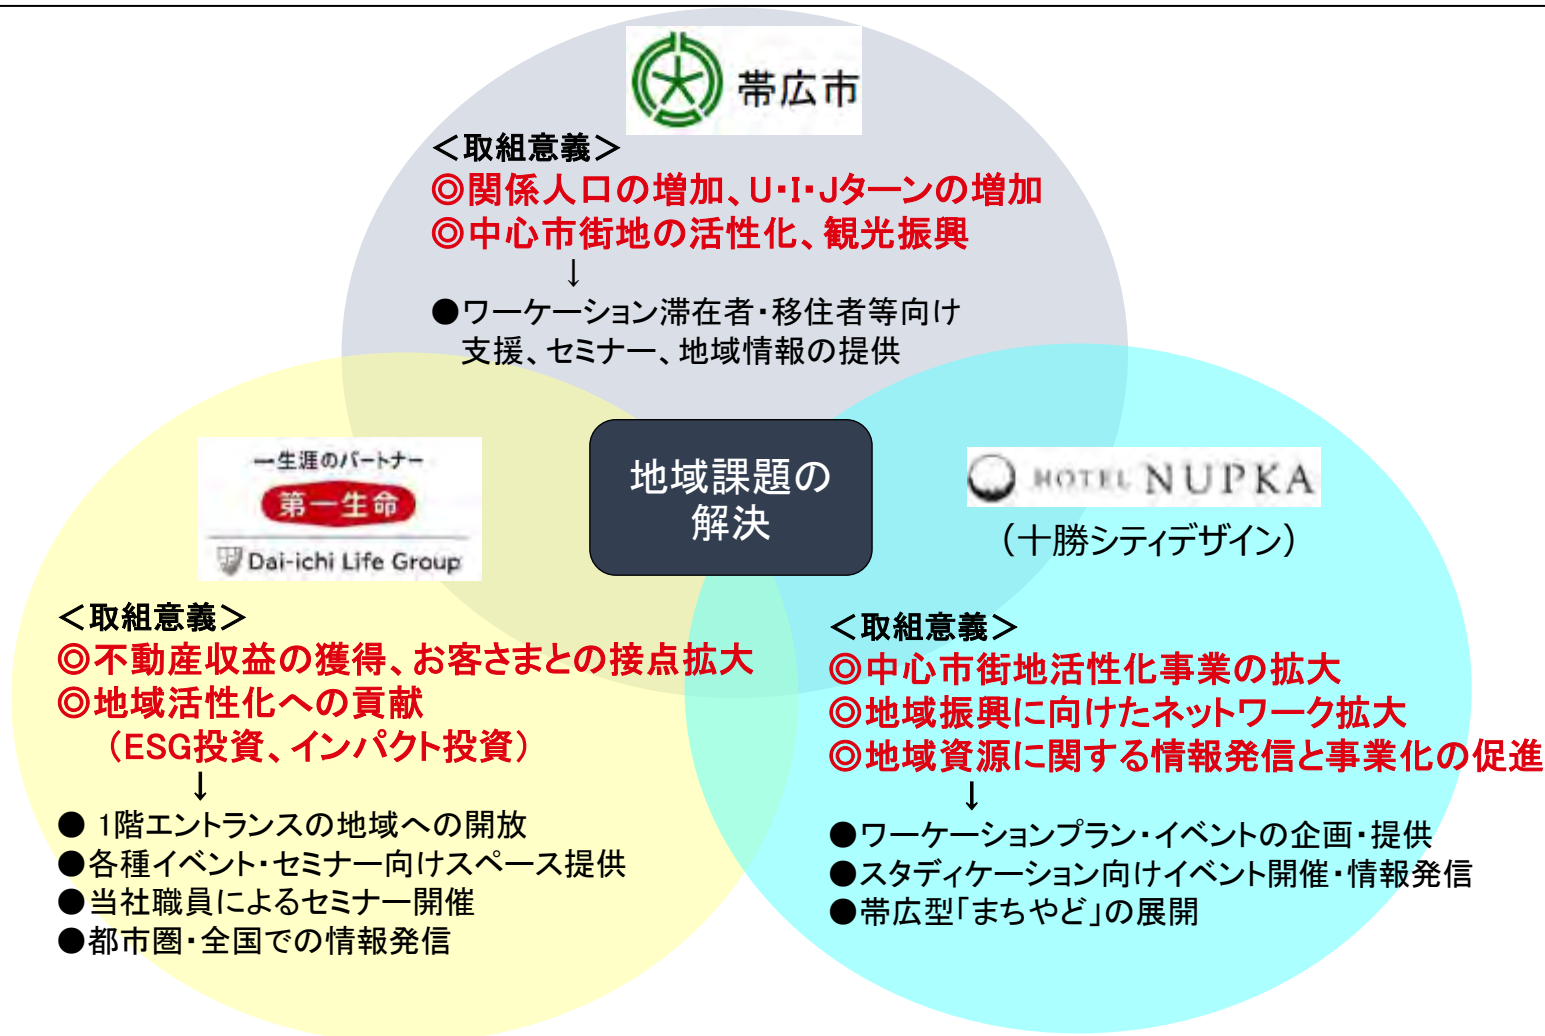 帯広市
＜取組意義＞
◎関係人口の増加、U・I・Jターンの増加
◎中心市街地の活性化、観光振興
↓
●ワーケーション滞在者・移住者等向け
支援、セミナー、地域情報の提供
地域課題の
解決
一生涯のパートナー
第一生命
Dai-ichi Life Group
＜取組意義＞
◎不動産収益の獲得、お客さまとの接点拡大
◎地域活性化への貢献
（ESG投資、インパクト投資）
↓
● 1階エントランスの地域への開放
●各種イベント・セミナー向けスペース提供
●当社職員によるセミナー開催
●都市圏・全国での情報発信
HOTEL NUPKA
（十勝シティデザイン）
＜取組意義＞
◎中心市街地活性化事業の拡大
◎地域振興に向けたネットワーク拡大
◎地域資源に関する情報発信と事業化の促進
↓
●ワーケーションプラン・イベントの企画・提供
●スタディケーション向けイベント開催・情報発信
●帯広型「まちやど」の展開